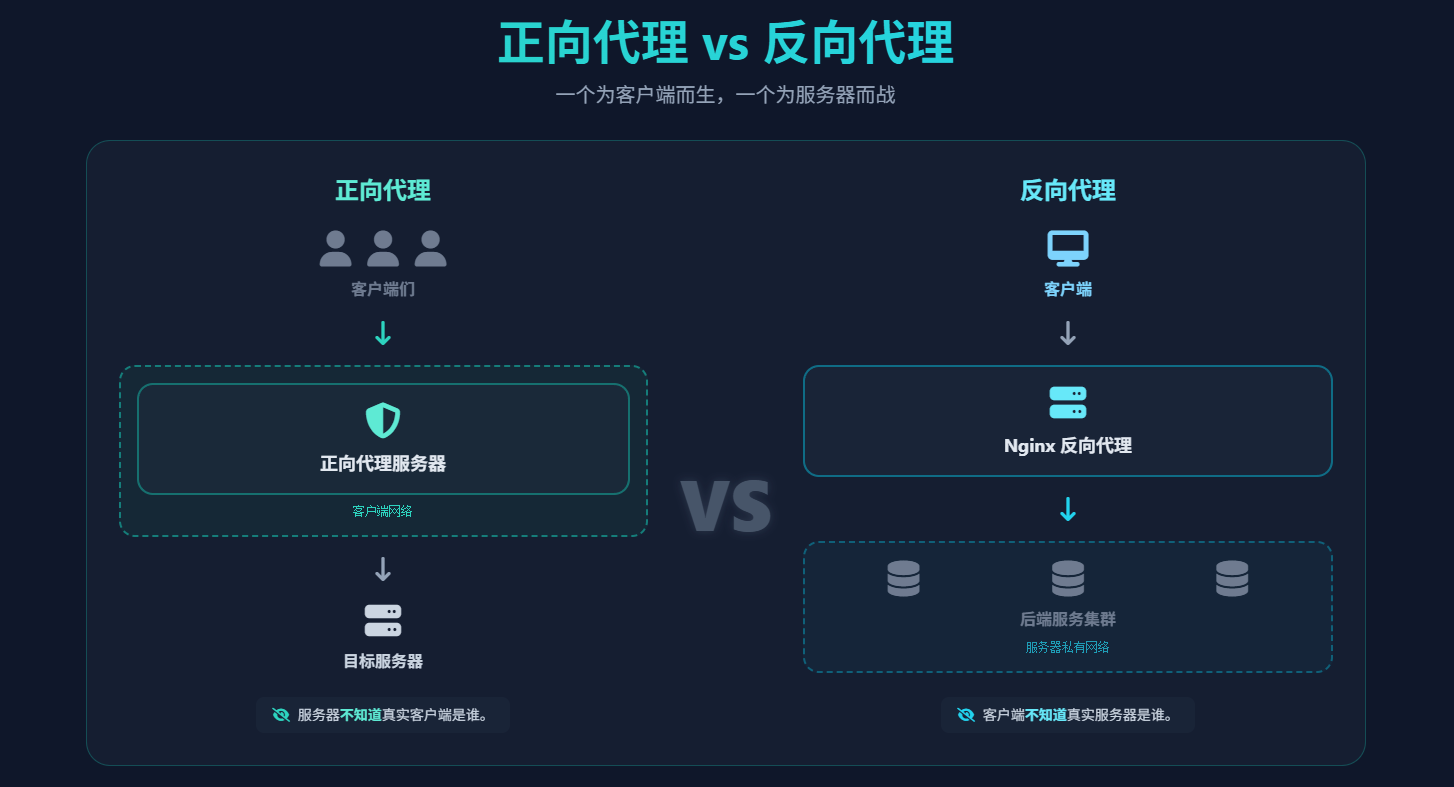 正向代理 vs 反向代理
一个为客户端而生，一个为服务器而战
正向代理
客户端们
正向代理服务器
客户端网络
目标服务器
服务器不知道真实客户端是谁。
VS
反向代理
客户端
Nginx 反向代理
后端服务集群
服务器私有网络
客户端不知道真实服务器是谁。